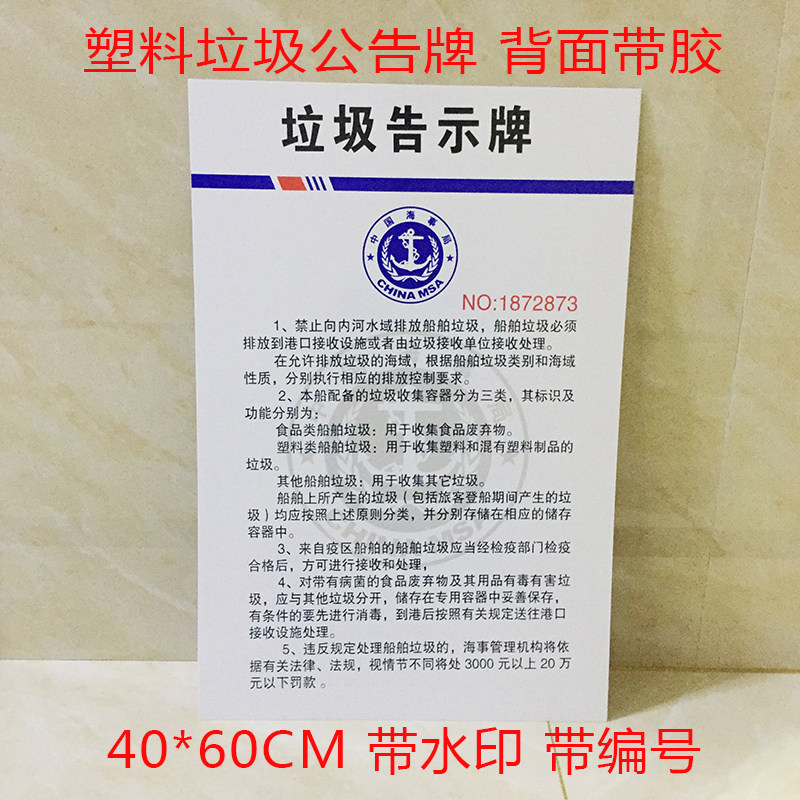 塑料垃圾公告牌 背面带胶
垃圾告示牌
中国海事局
CHINA MSA
NO:1872873
1、禁止向内河水域排放船舶垃圾，船舶垃圾必须
排放到港口接收设施或者由垃圾接收单位接收处理。
在允许排放垃圾的海域，根据船舶垃圾类别和海域
性质，分别执行相应的排放控制要求。
2、本船配备的垃圾收集容器分为三类，其标识及
功能分别为：
食品类船舶垃圾：用于收集食品废弃物。
塑料类船舶垃圾：用于收集塑料和混有塑料制品的
垃圾。
其他船舶垃圾：用于收集其它垃圾。
船舶上所产生的垃圾（包括旅客登船期间产生的垃
圾）均应按照上述原则分类，并分别存储在相应的储存
容器中。
3、来自疫区船舶的船舶垃圾应当经检疫部门检疫
合格后，方可进行接收和处理，
4、对带有病菌的食品废弃物及其用品有毒有害垃
圾，应与其他垃圾分开，储存在专用容器中妥善保存，
有条件的要先进行消毒，到港后按照有关规定送往港口
接收设施处理。
5、违反规定处理船舶垃圾的，海事管理机构将依
据有关法律、法规，视情节不同将处 3000 元以上 20 万
元以下罚款 。
40*60CM 带水印 带编号